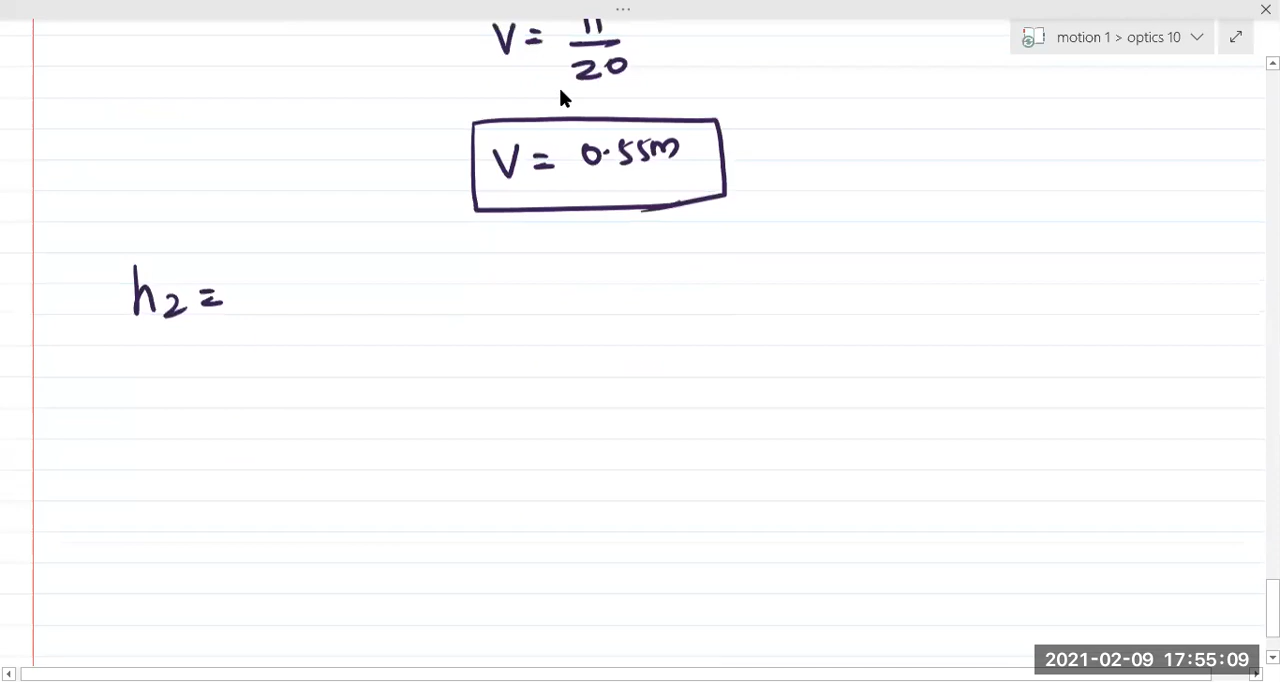 motion 1 > optics 10
V = 11/20
V = 0.55m
h2 =
2021-02-09 17:55:09